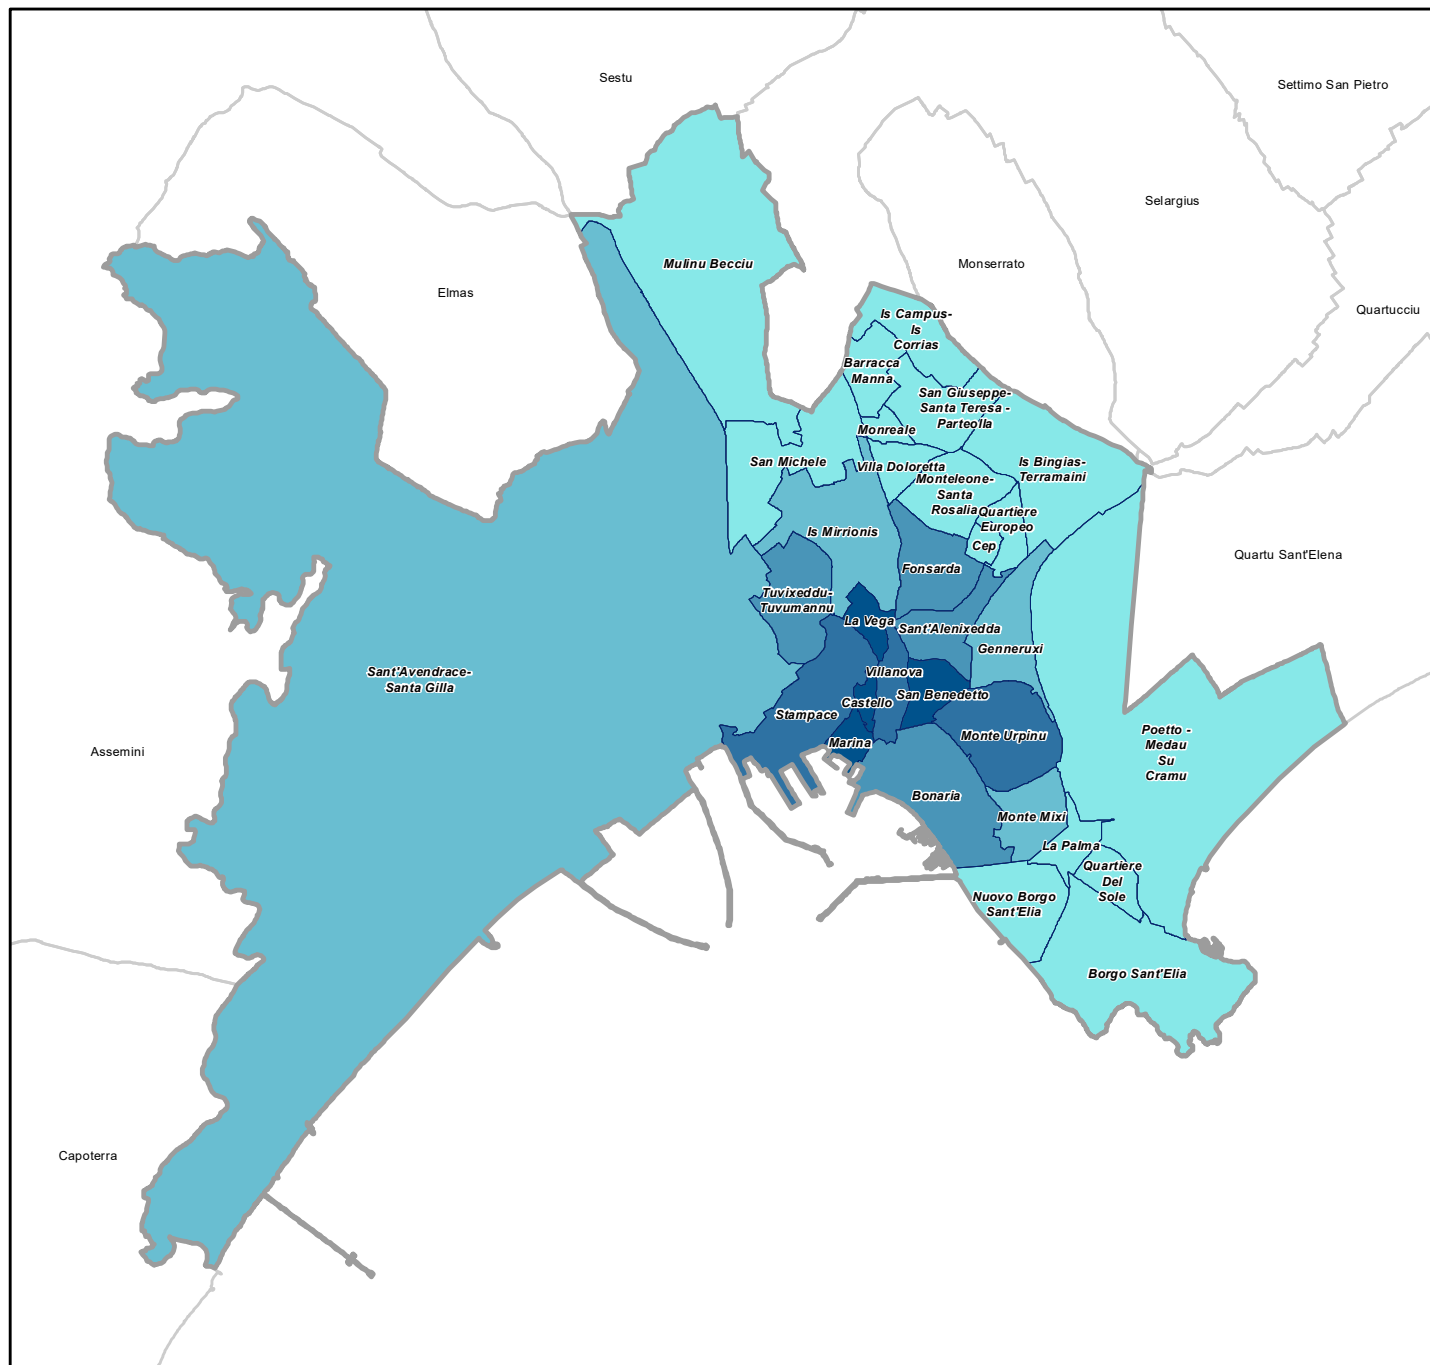 Sestu
Settimo San Pietro
Selargius
Mulinu Becciu
Monserrato
Elmas
Quartucciu
Is Campus-
Is
Corrias
Barracca
Manna
San Giuseppe-
Santa Teresa -
Parteolla
Monreale
San Michele
Villa Doloretta
Is Bingias-
Terramaini
Monteleone-
Santa
Rosalia
Quartiere
Europeo
Is Mirrionis
Cep
Quartu Sant'Elena
Fonsarda
Tuvixeddu-
Tuvumannu
La Vega
Sant'Alenixedda
Genneruxi
Sant'Avendrace-
Santa Gilla
Villanova
San Benedetto
Castello
Stampace
Marina
Monte Urpinu
Poetto -
Medau
Su
Cramu
Assemini
Bonaria
Monte Mixi
La Palma
Quartiere
Del
Sole
Nuovo Borgo
Sant'Elia
Borgo Sant'Elia
Capoterra